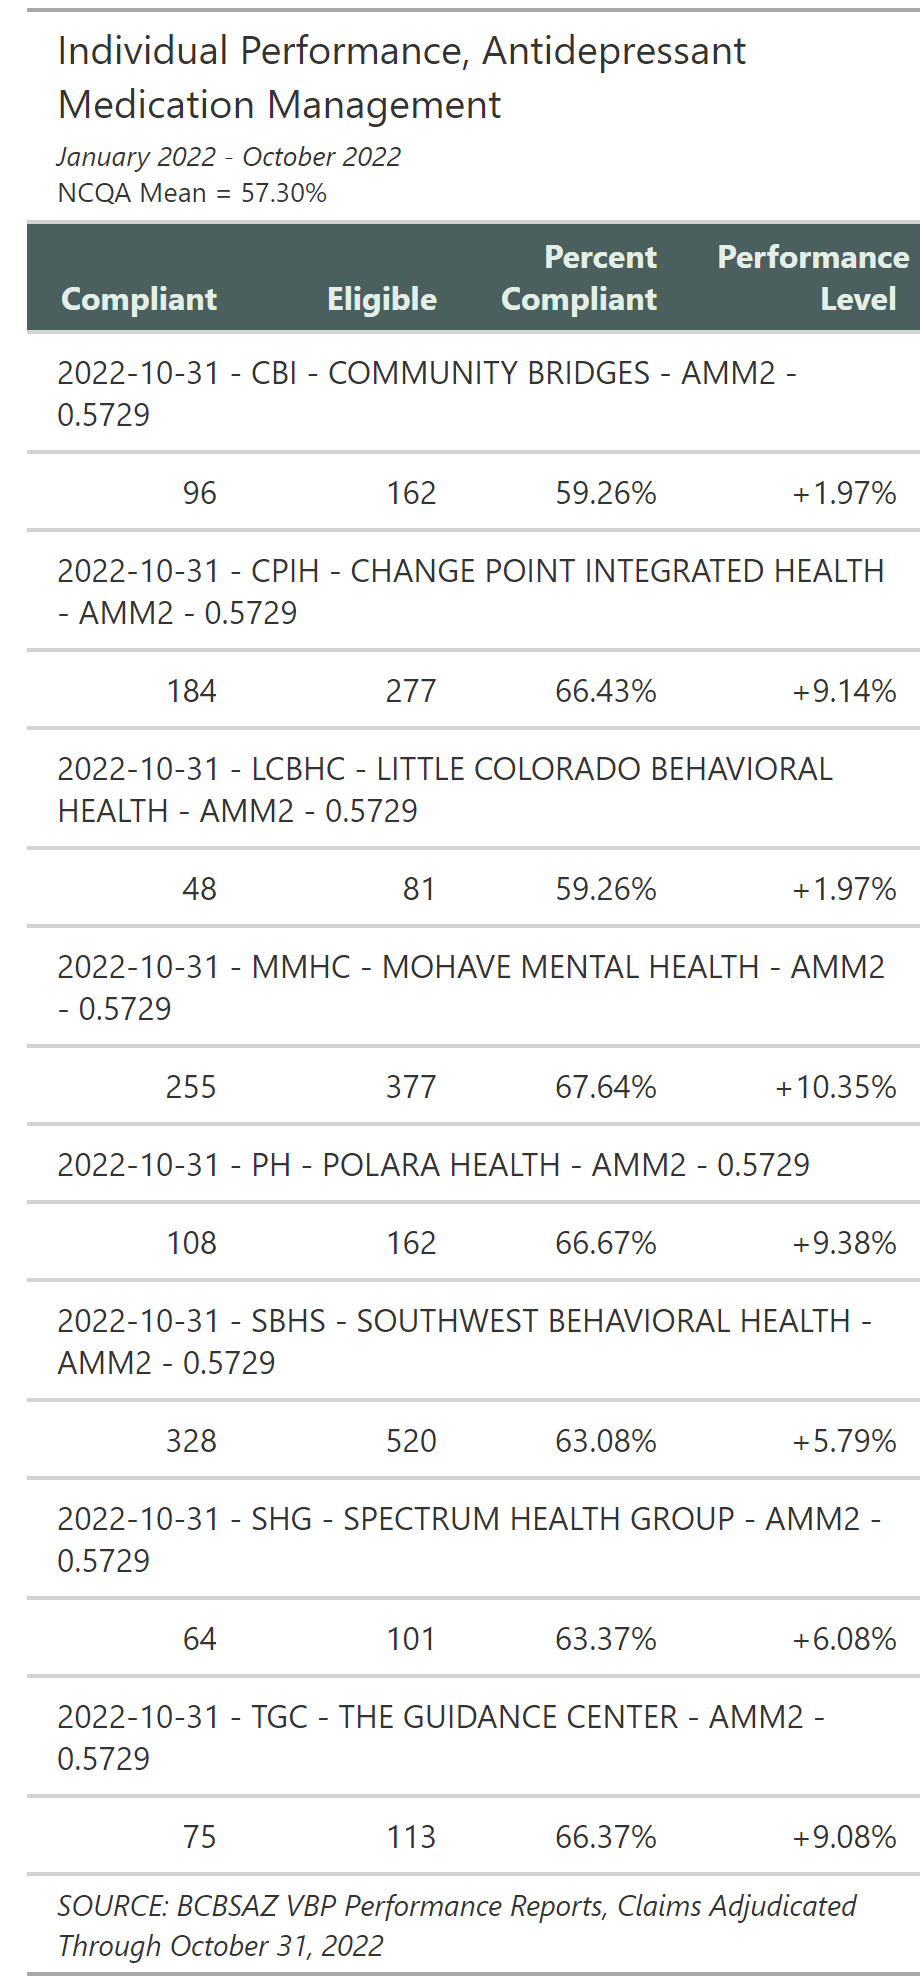 Individual Performance, Antidepressant
Medication Management
January 2022 - October 2022
NCQA Mean = 57.30%
Compliant Eligible Percent Compliant Performance Level
2022-10-31 - CBI - COMMUNITY BRIDGES - AMM2 -
0.5729
96 162 59.26% +1.97%
2022-10-31 - CPIH - CHANGE POINT INTEGRATED HEALTH
- AMM2 - 0.5729
184 277 66.43% +9.14%
2022-10-31 - LCBHC - LITTLE COLORADO BEHAVIORAL
HEALTH - AMM2 - 0.5729
48 81 59.26% +1.97%
2022-10-31 - MMHC - MOHAVE MENTAL HEALTH - AMM2
- 0.5729
255 377 67.64% +10.35%
2022-10-31 - PH - POLARA HEALTH - AMM2 - 0.5729
108 162 66.67% +9.38%
2022-10-31 - SBHS - SOUTHWEST BEHAVIORAL HEALTH -
AMM2 - 0.5729
328 520 63.08% +5.79%
2022-10-31 - SHG - SPECTRUM HEALTH GROUP - AMM2 -
0.5729
64 101 63.37% +6.08%
2022-10-31 - TGC - THE GUIDANCE CENTER - AMM2 -
0.5729
75 113 66.37% +9.08%
SOURCE: BCBSAZ VBP Performance Reports, Claims Adjudicated
Through October 31, 2022